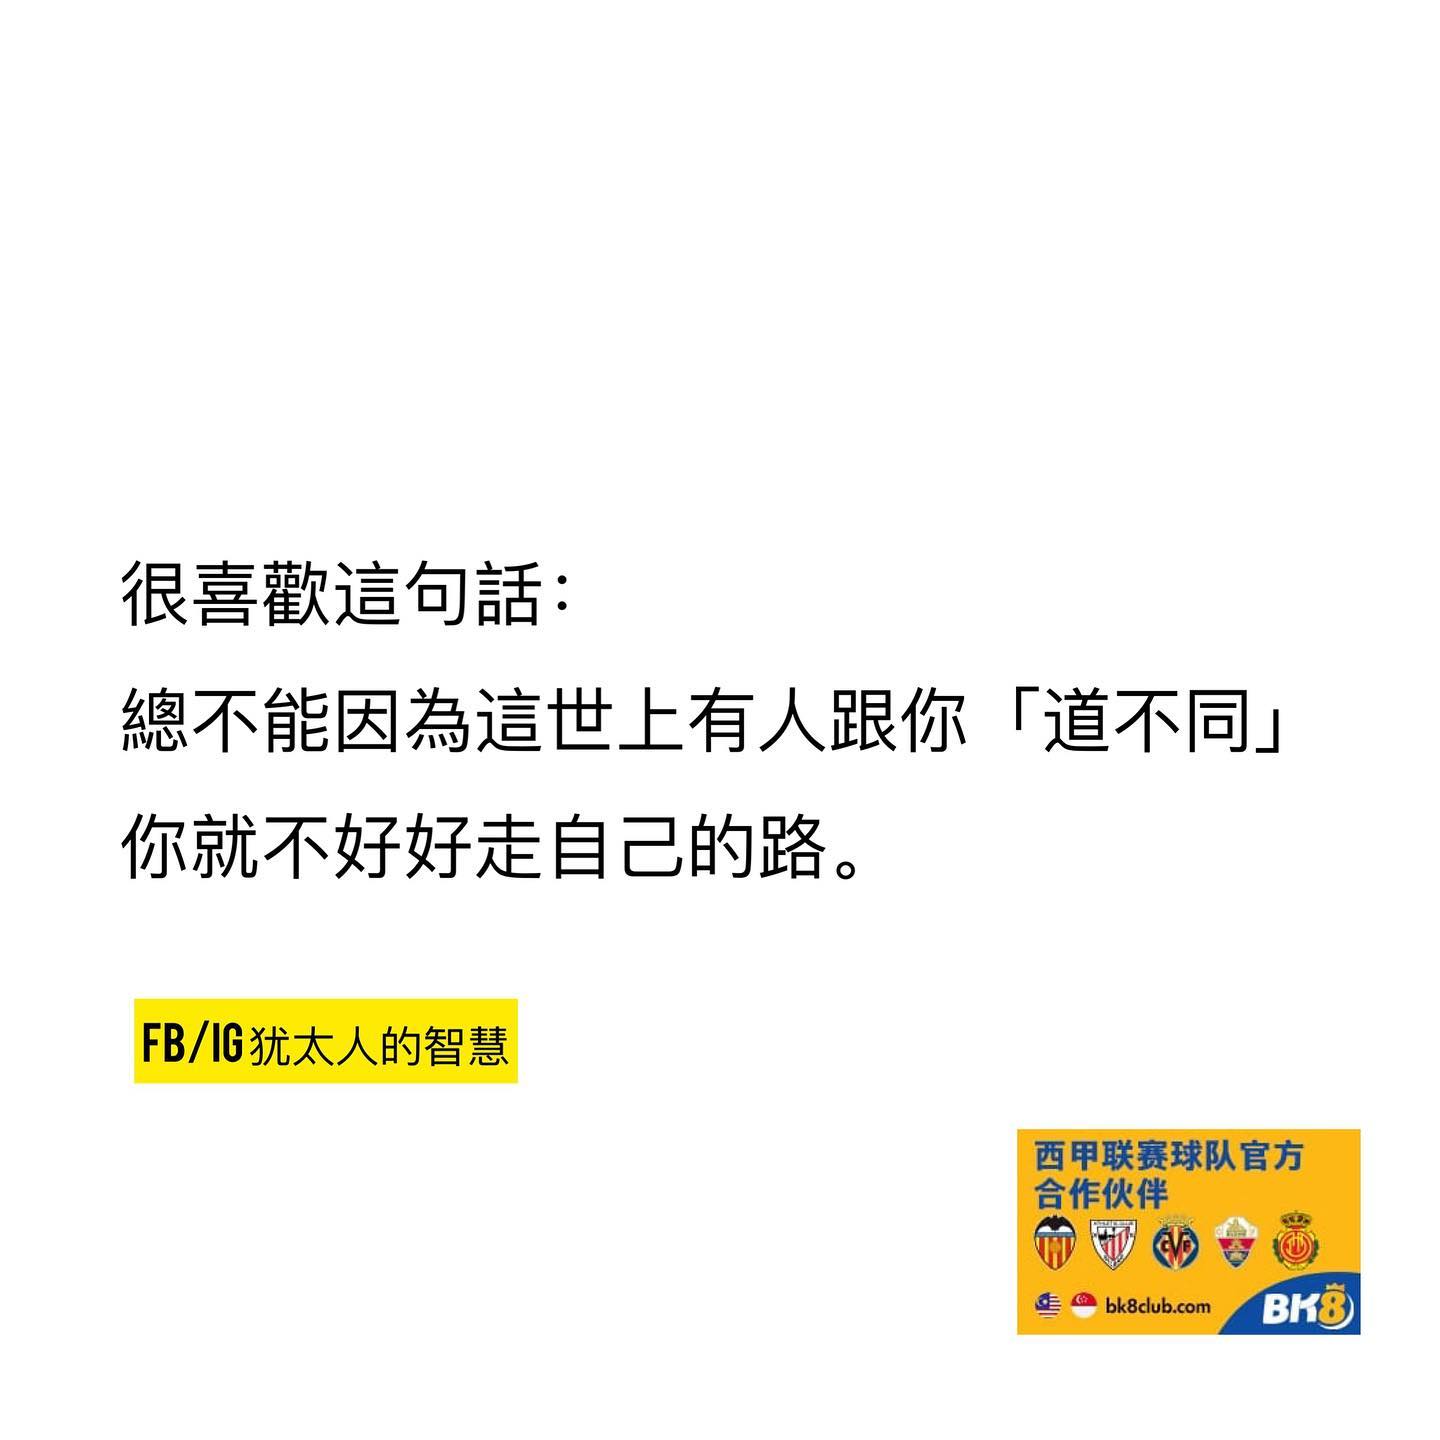 很喜歡這句話：
總不能因為這世上有人跟你「道不同」
你就不好好走自己的路。
FB/IG犹太人的智慧
西甲联赛球队官方
合作伙伴
bk8club.com
BK8